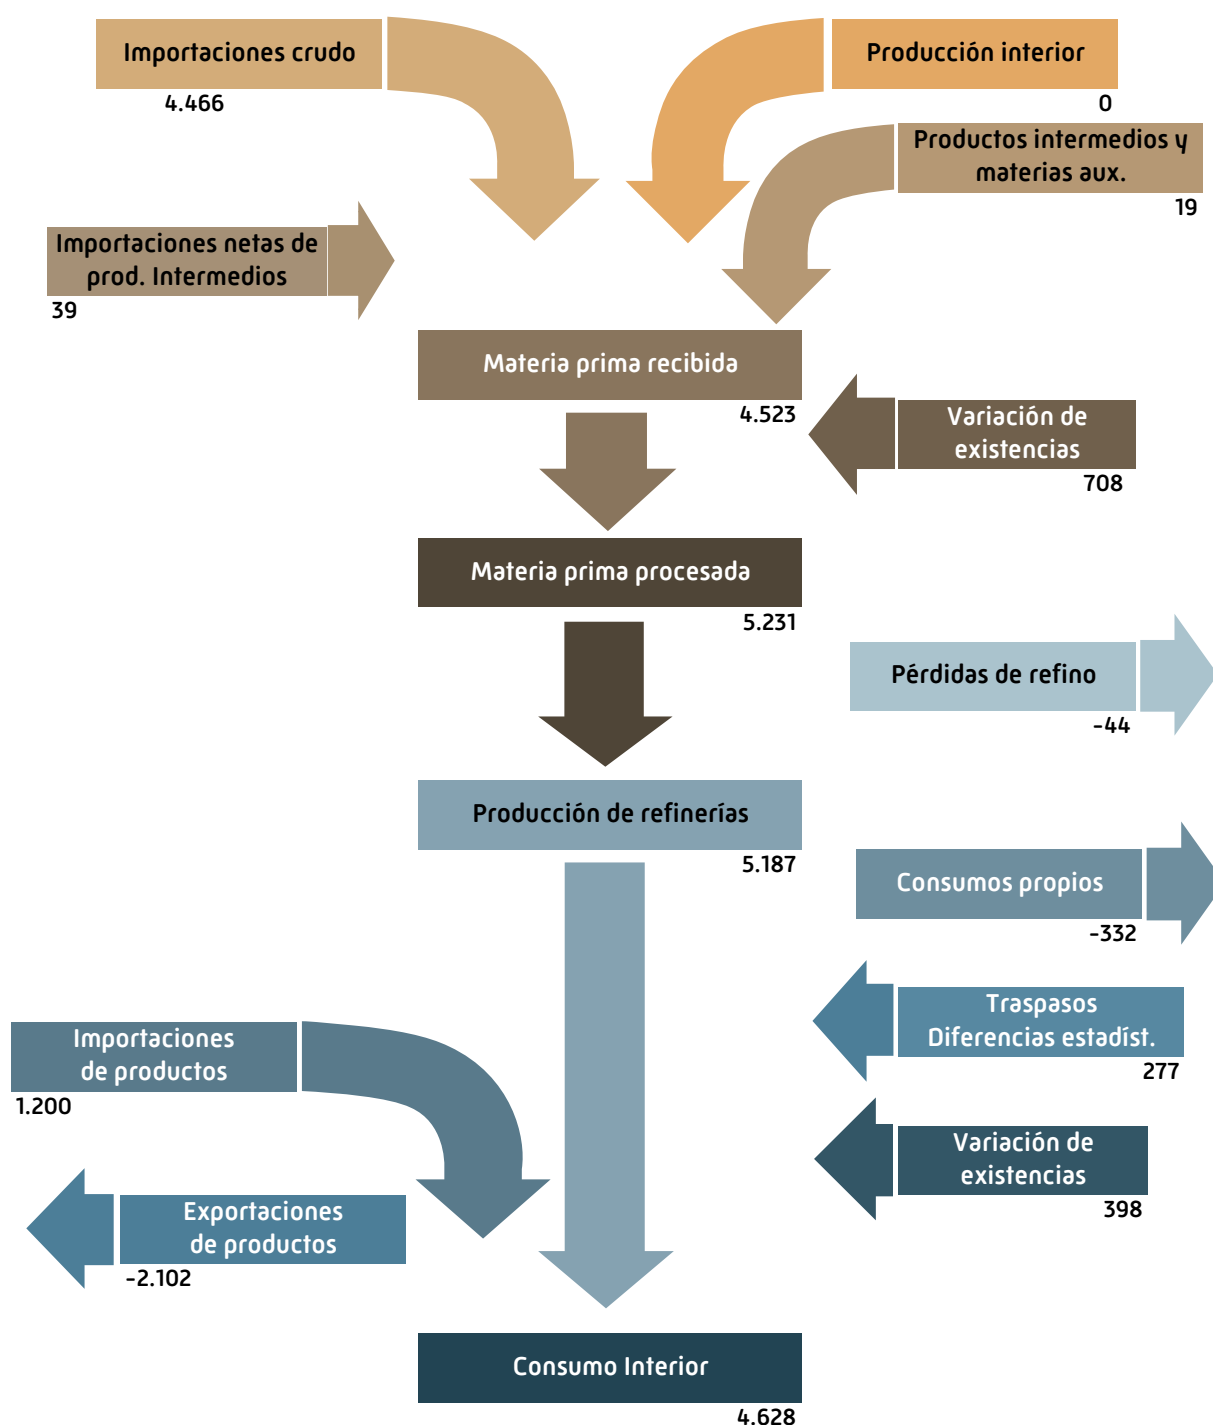 Importaciones crudo
4.466
Producción interior
0
Productos intermedios y
materias aux.
19
Importaciones netas de
prod. Intermedios
39
Materia prima recibida
4.523
Variación de
existencias
708
Materia prima procesada
5.231
Pérdidas de refino
-44
Producción de refinerías
5.187
Consumos propios
-332
Traspasos
Diferencias estadíst.
277
Importaciones
de productos
1.200
Variación de
existencias
398
Exportaciones
de productos
-2.102
Consumo Interior
4.628